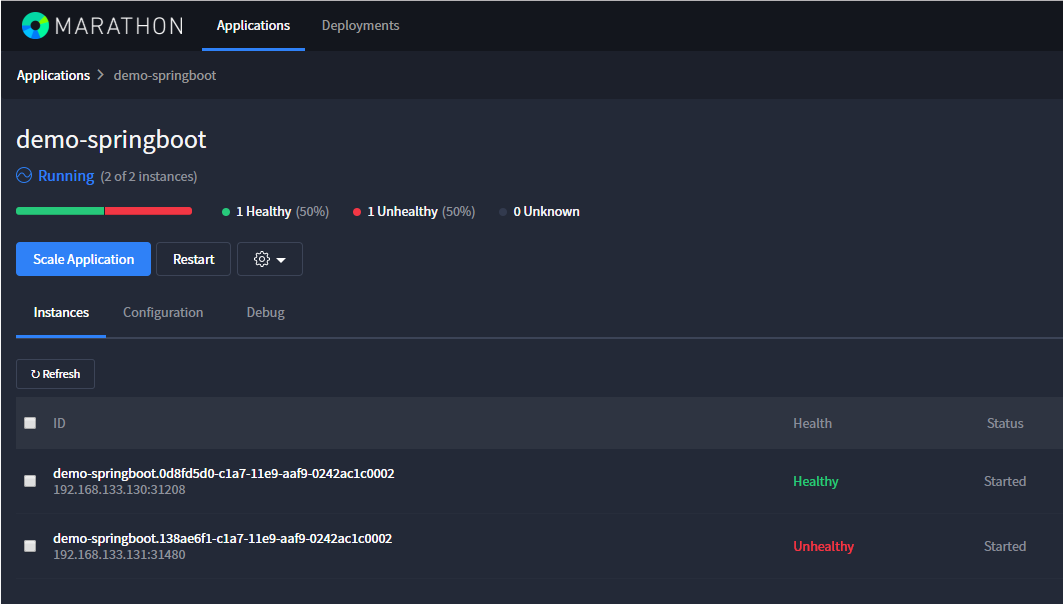 MARATHON Applications Deployments
Applications > demo-springboot
demo-springboot
Running (2 of 2 instances)
1 Healthy (50%) 1 Unhealthy (50%) 0 Unknown
Scale Application Restart
Instances Configuration Debug
↻ Refresh
ID Health Status
demo-springboot.0d8fd5d0-c1a7-11e9-aaf9-0242ac1c0002
192.168.133.130:31208
Healthy Started
demo-springboot.138ae6f1-c1a7-11e9-aaf9-0242ac1c0002
192.168.133.131:31480
Unhealthy Started